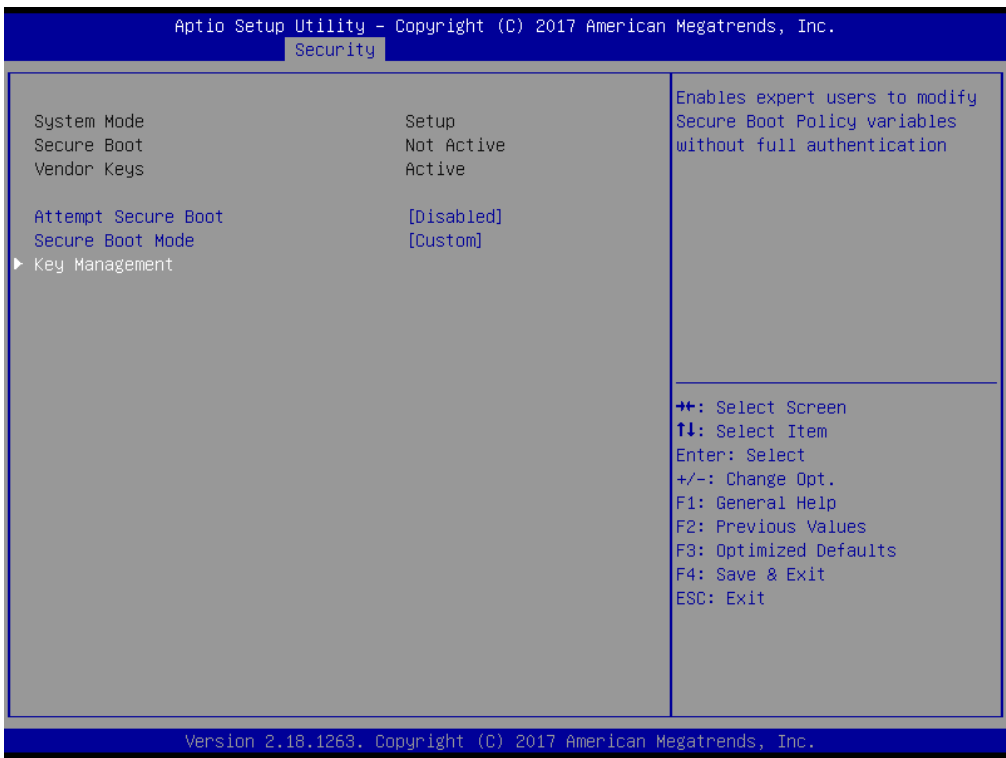 Aptio Setup Utility – Copyright (C) 2017 American Megatrends, Inc.
Security
System Mode Setup
Secure Boot Not Active
Vendor Keys Active
Attempt Secure Boot [Disabled]
Secure Boot Mode [Custom]
Key Management
Enables expert users to modify
Secure Boot Policy variables
without full authentication
→←: Select Screen
↑↓: Select Item
Enter: Select
+/-: Change Opt.
F1: General Help
F2: Previous Values
F3: Optimized Defaults
F4: Save & Exit
ESC: Exit
Version 2.18.1263. Copyright (C) 2017 American Megatrends, Inc.